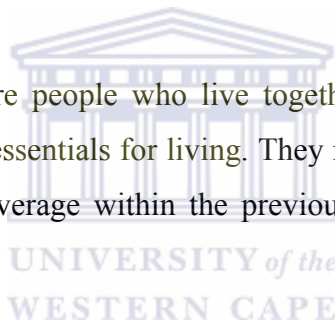 re people who live togeth
essentials for living. They
verage within the previou
UNIVERSITY of the
WESTERN CAPE